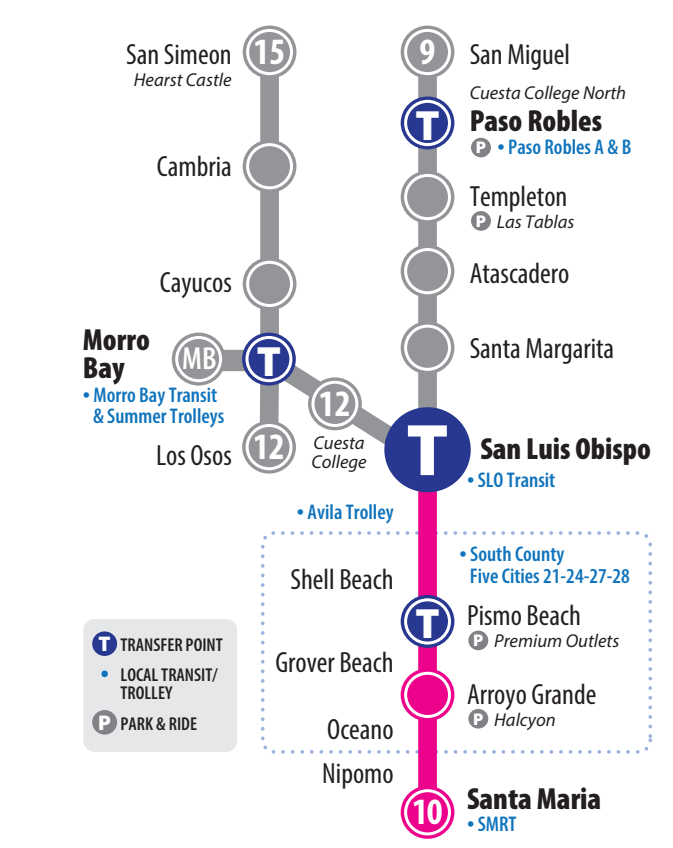 San Simeon
Hearst Castle
15
9
San Miguel
Cuesta College North
T
Paso Robles
P • Paso Robles A & B
Cambria
Templeton
P Las Tablas
Cayucos
Atascadero
Morro
Bay
MB
T
• Morro Bay Transit
& Summer Trolleys
Santa Margarita
12
Cuesta
College
Los Osos
12
T
San Luis Obispo
• SLO Transit
• Avila Trolley
• South County
Five Cities 21-24-27-28
Shell Beach
T
Pismo Beach
P Premium Outlets
Grover Beach
Arroyo Grande
P Halcyon
Oceano
Nipomo
10
Santa Maria
• SMRT
T TRANSFER POINT
• LOCAL TRANSIT/
TROLLEY
P PARK & RIDE